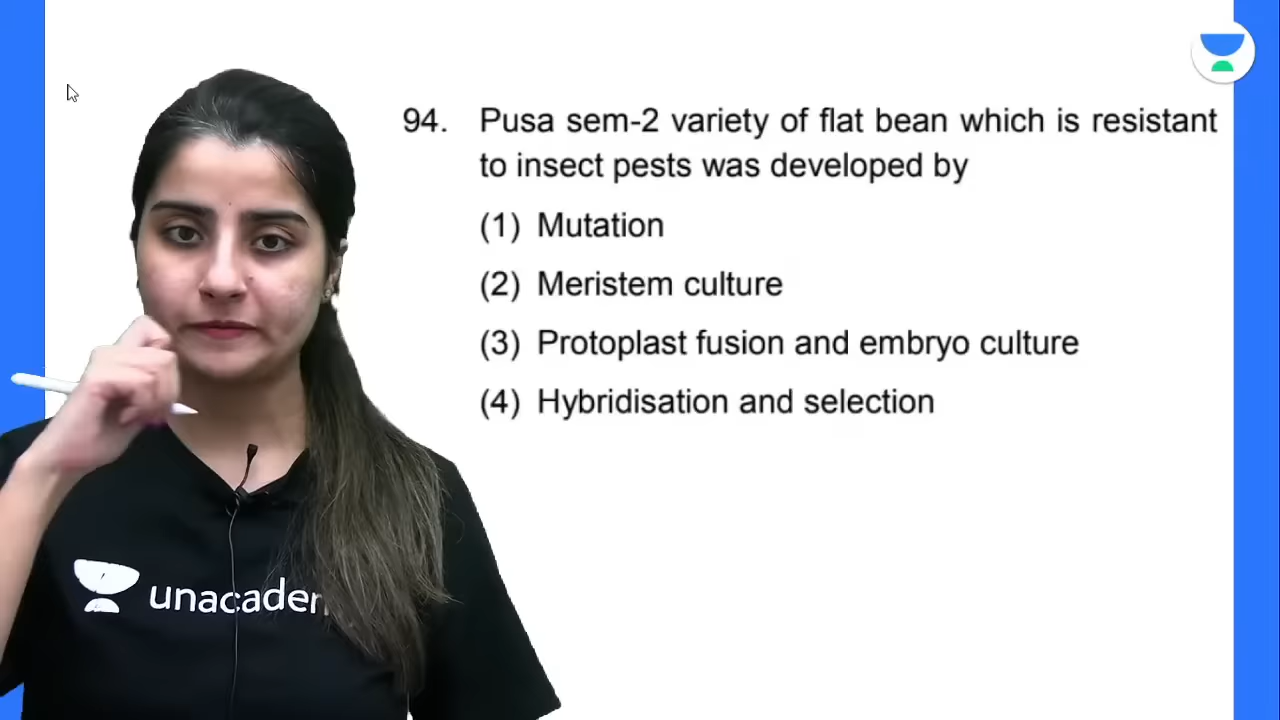 94. Pusa sem-2 variety of flat bean which is resistant
to insect pests was developed by
(1) Mutation
(2) Meristem culture
(3) Protoplast fusion and embryo culture
(4) Hybridisation and selection